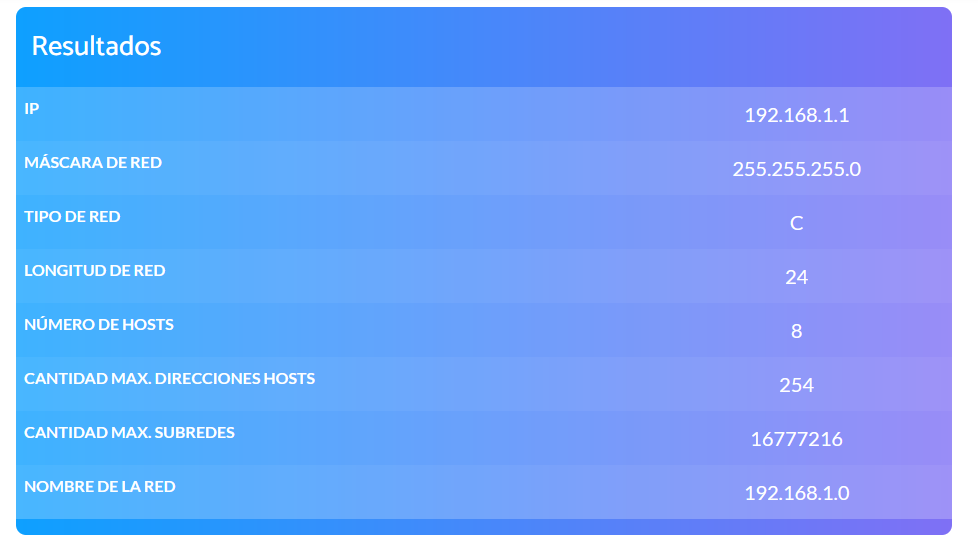 Resultados
IP 192.168.1.1
MÁSCARA DE RED 255.255.255.0
TIPO DE RED C
LONGITUD DE RED 24
NÚMERO DE HOSTS 8
CANTIDAD MAX. DIRECCIONES HOSTS 254
CANTIDAD MAX. SUBREDES 16777216
NOMBRE DE LA RED 192.168.1.0